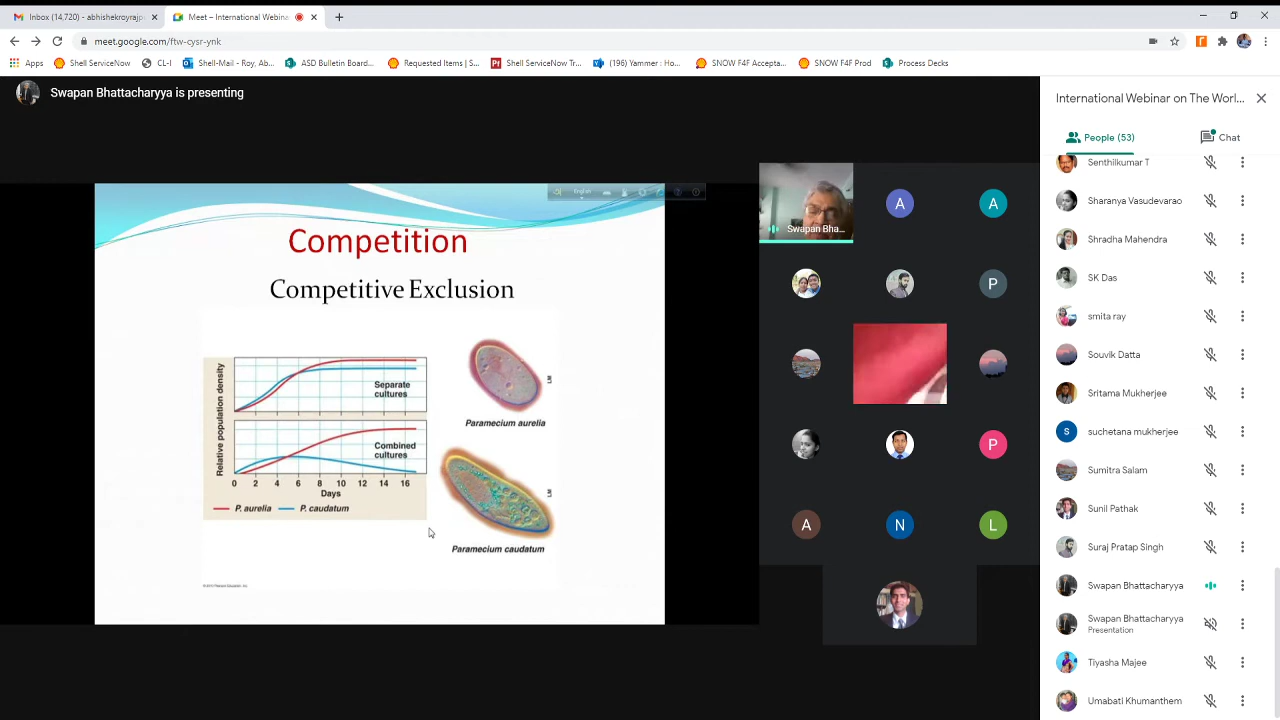 Inbox (14,720) - abhishekroyrajp
Meet – International Webina
meet.google.com/ftw-cysr-ynk
Apps
Shell ServiceNow
CL-I
Shell-Mail - Roy, Ab...
ASD Bulletin Board...
Requested Items | S...
Shell ServiceNow Tr...
(196) Yammer : Ho...
SNOW F4F Accepta...
SNOW F4F Prod
Process Decks
Swapan Bhattacharyya is presenting
International Webinar on The Worl...
People (53)
Chat
English
Competition
Competitive Exclusion
Relative population density
Separate
cultures
Combined
cultures
0 2 4 6 8 10 12 14 16
Days
P. aurelia P. caudatum
LM
Paramecium aurelia
LM
Paramecium caudatum
Swapan Bha...
A
A
P
P
A
N
L
Senthilkumar T
Sharanya Vasudevarao
Shradha Mahendra
SK Das
smita ray
Souvik Datta
Sritama Mukherjee
s
suchetana mukherjee
Sumitra Salam
Sunil Pathak
Suraj Pratap Singh
Swapan Bhattacharyya
Swapan Bhattacharyya
Presentation
Tiyasha Majee
Umabati Khumanthem